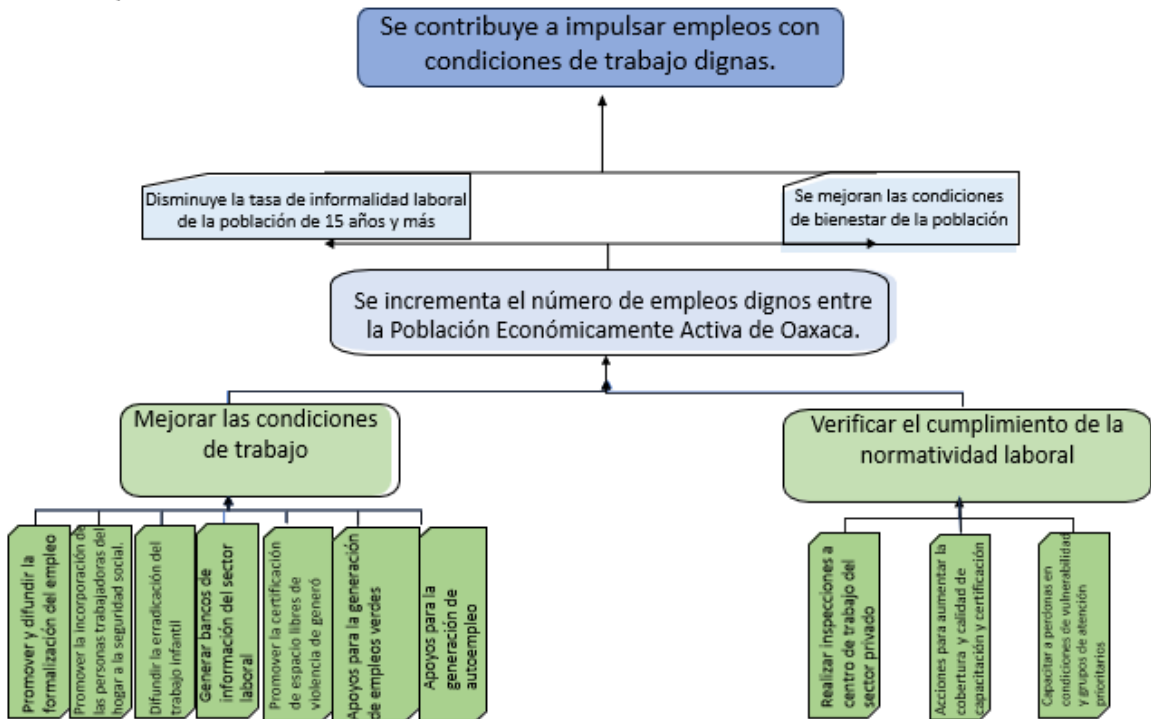 Se contribuye a impulsar empleos con
condiciones de trabajo dignas.
Disminuye la tasa de informalidad laboral
de la población de 15 años y más
Se mejoran las condiciones
de bienestar de la población
Se incrementa el número de empleos dignos entre
la Población Económicamente Activa de Oaxaca.
Mejorar las condiciones
de trabajo
Verificar el cumplimiento de la
normatividad laboral
Promover y difundir la
formalización del empleo
Promover la incorporación de
las personas trabajadoras del
hogar a la seguridad social.
Difundir la erradicación del
trabajo infantil
Generar bancos de
información del sector
laboral
Promover la certificación
de espacio libres de
violencia de generó
Apoyos para la generación
de empleos verdes
Apoyos para la
generación de
autoempleo
Realizar inspecciones a
centro de trabajo del
sector privado
Acciones para aumentar la
cobertura y calidad de
capacitación y certificación
Capacitar a perdonas en
condiciones de vulnerabilidad
y grupos de atención
prioritarios